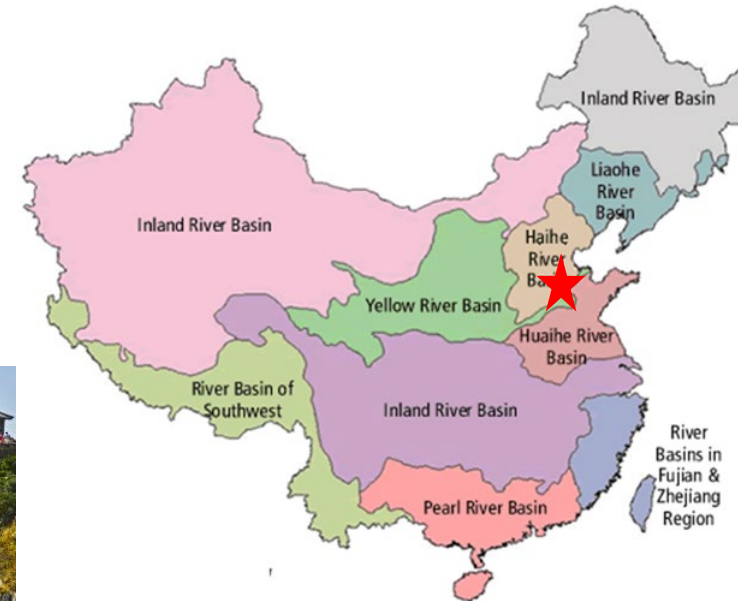 Inland River Basin
Liaohe
River
Basin
Inland River Basin
Haihe
River
Ba
Yellow River Basin
Huaihe River
Basin
River Basin of
Southwest
Inland River Basin
River
Basins in
Fujian &
Zhejiang
Region
Pearl River Basin